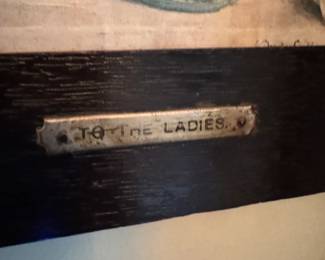 TO THE LADIES.